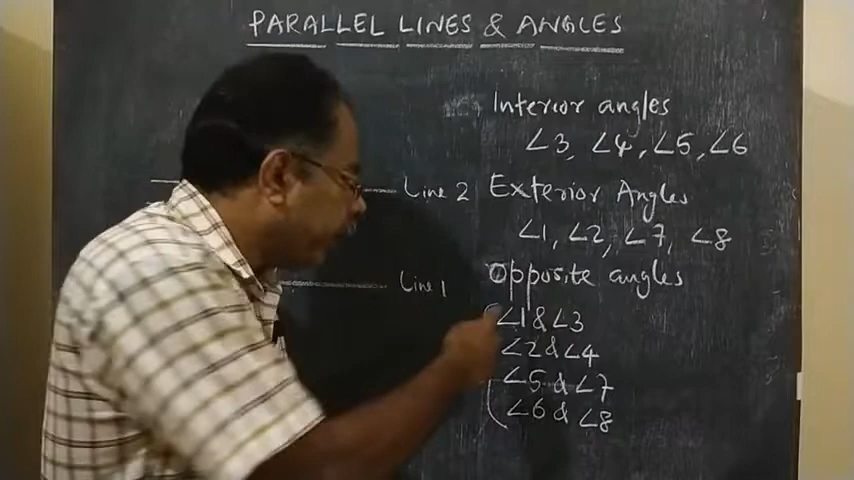 PARALLEL LINES & ANGLES
Interior angles
∠3, ∠4, ∠5, ∠6
Line 2
Exterior Angles
∠1, ∠2, ∠7, ∠8
Line 1
Opposite angles
∠1 & ∠3
∠2 & ∠4
∠5 & ∠7
∠6 & ∠8